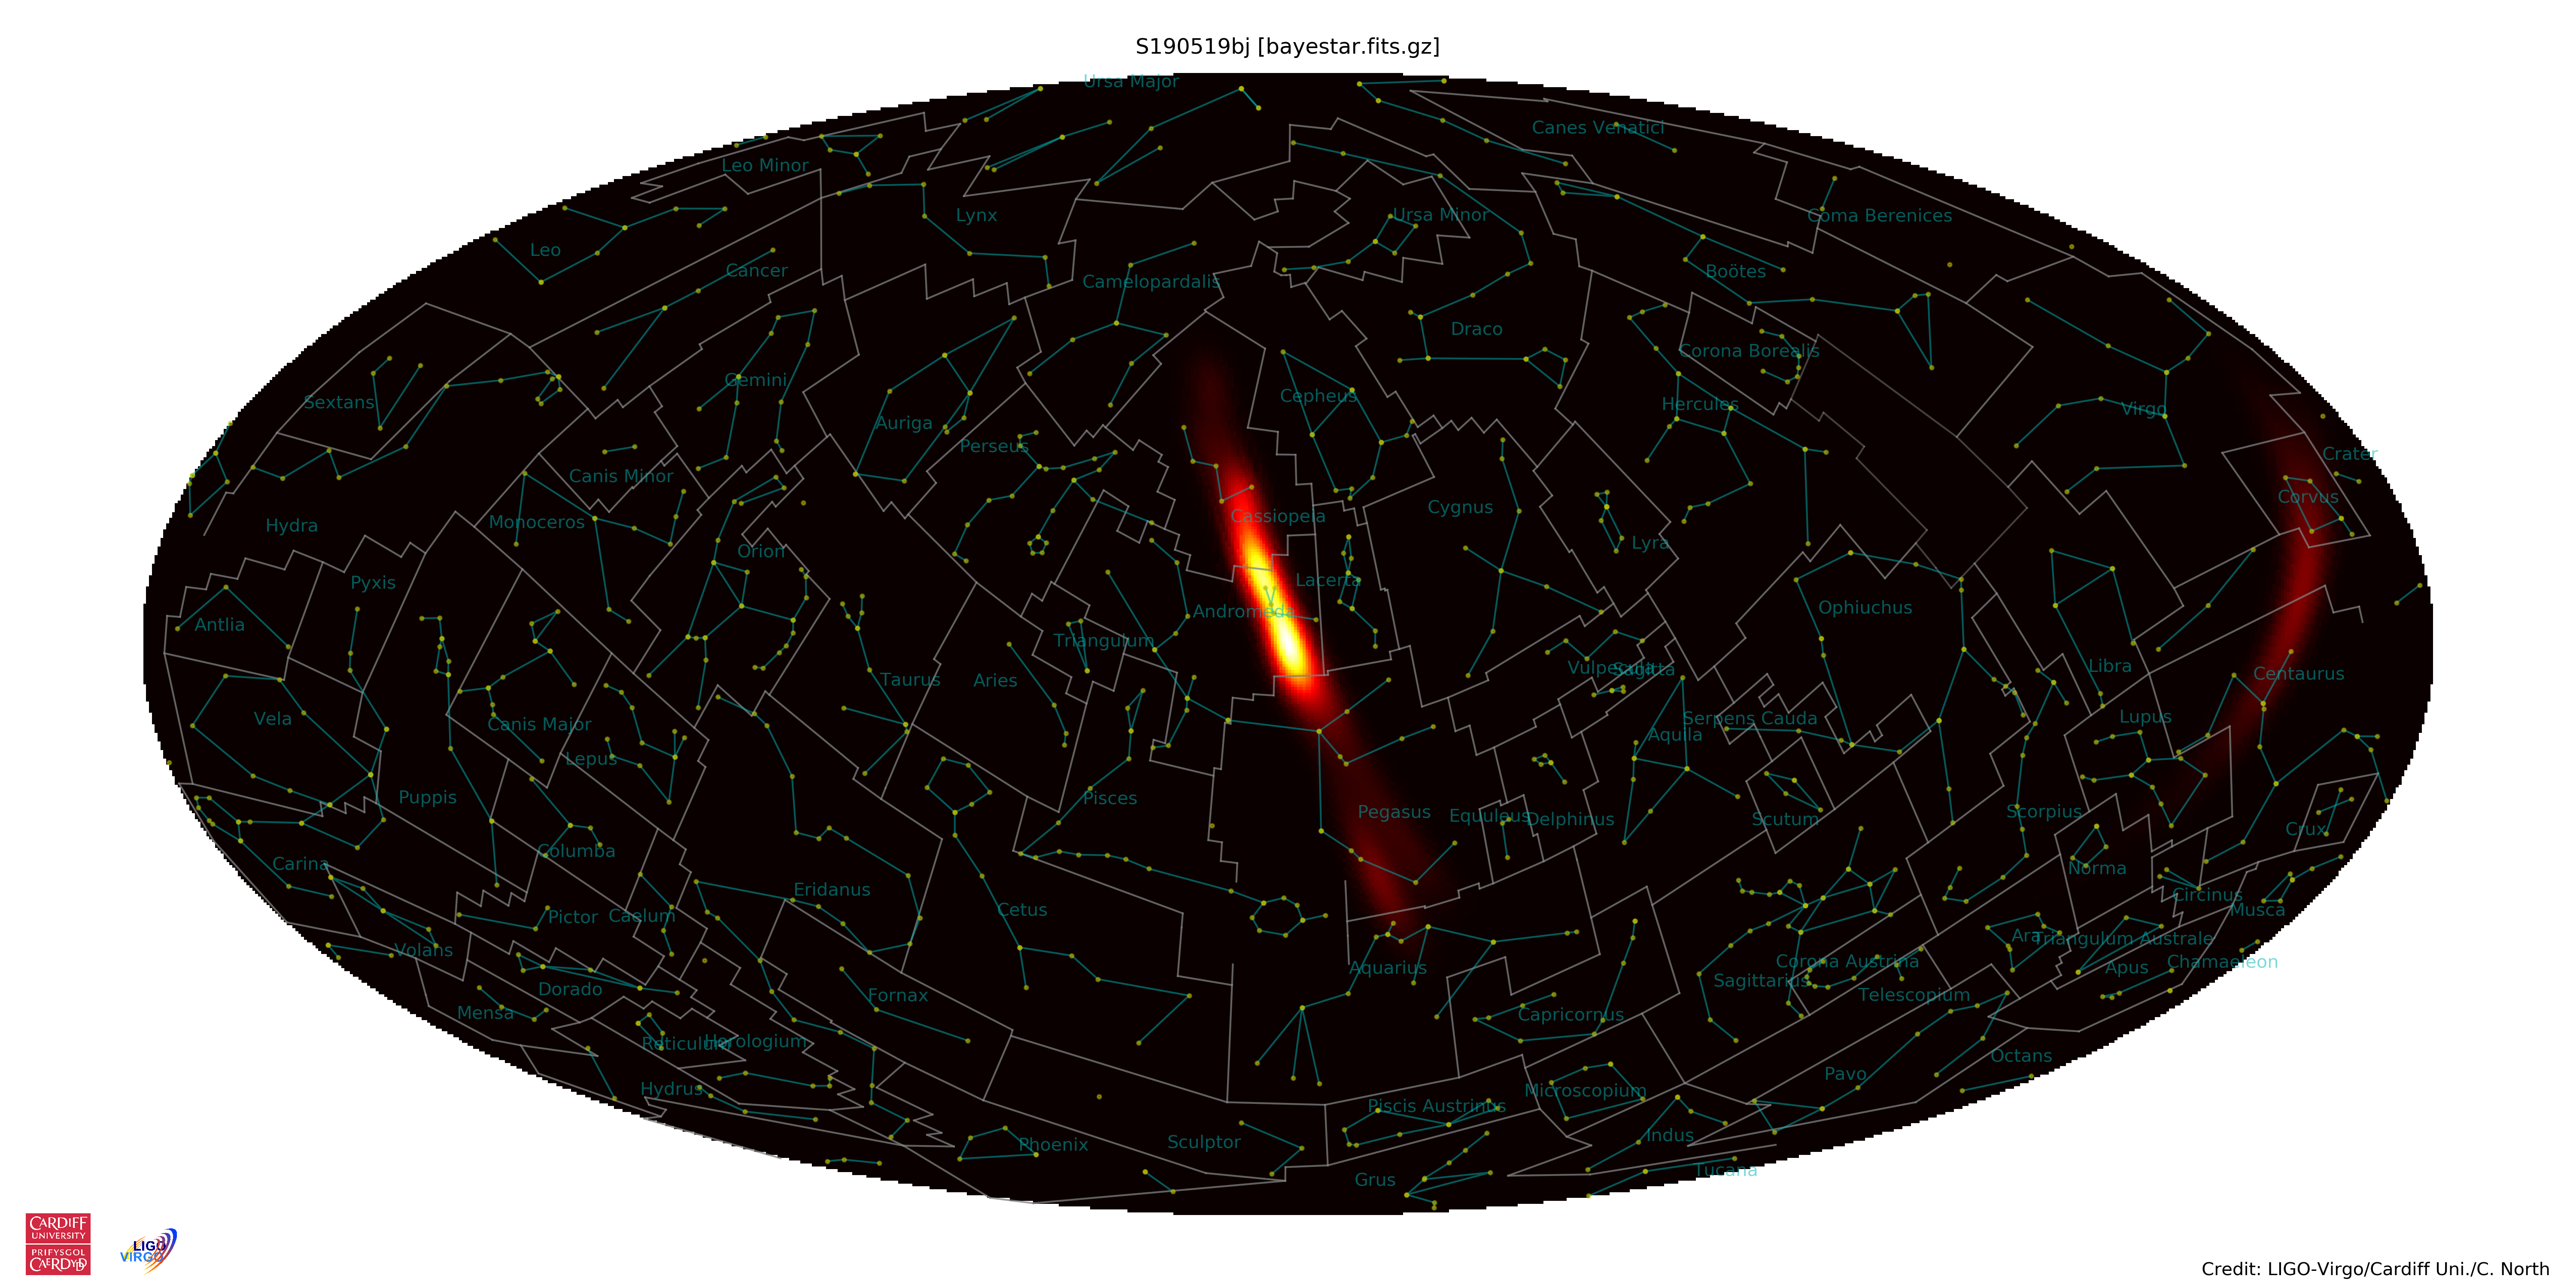 S190519bj [bayestar.fits.gz]
Ursa Major
Canes Venatici
Leo Minor
Lynx
Ursa Minor
Coma Berenices
Leo
Cancer
Camelopardalis
Boötes
Draco
Corona Borealis
Gemini
Cepheus
Sextans
Hercules
Virgo
Auriga
Perseus
Crater
Canis Minor
Corvus
Cygnus
Cassiopeia
Hydra
Monoceros
Orion
Lyra
Pyxis
Lacerta
Ophiuchus
Andromeda
Antlia
Triangulum
Vulpecula
Sagitta
Libra
Centaurus
Taurus
Aries
Vela
Canis Major
Serpens Cauda
Lupus
Aquila
Lepus
Puppis
Pisces
Pegasus
Equuleus
Delphinus
Scutum
Scorpius
Crux
Columba
Carina
Norma
Eridanus
Circinus
Cetus
Musca
Pictor
Caelum
Ara
Triangulum Australe
Volans
Aquarius
Corona Austrina
Apus
Chamaeleon
Sagittarius
Dorado
Fornax
Telescopium
Mensa
Capricornus
Reticulum
Horologium
Octans
Pavo
Hydrus
Microscopium
Piscis Austrinus
Indus
Phoenix
Sculptor
Tucana
Grus
CARDIFF
UNIVERSITY
PRIFYSGOL
CAERDYDD
LIGO
VIRGO
Credit: LIGO-Virgo/Cardiff Uni./C. North